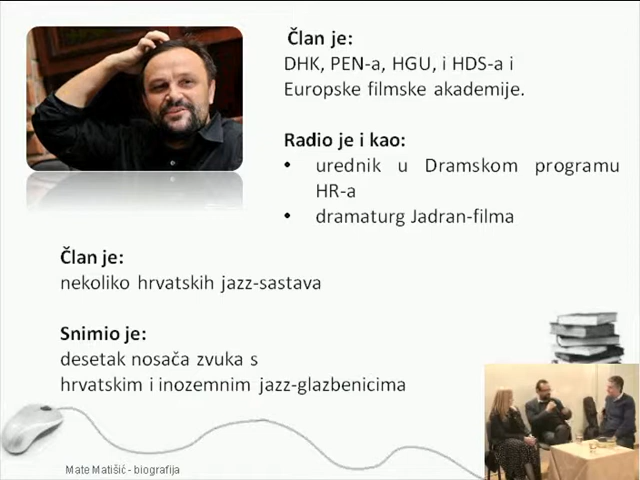 Član je:
DHK, PEN-a, HGU, i HDS-a i
Europske filmske akademije.
Radio je i kao:
• urednik u Dramskom programu
HR-a
• dramaturg Jadran-filma
Član je:
nekoliko hrvatskih jazz-sastava
Snimio je:
desetak nosača zvuka s
hrvatskim i inozemnim jazz-glazbenicima
Mate Matišić - biografija